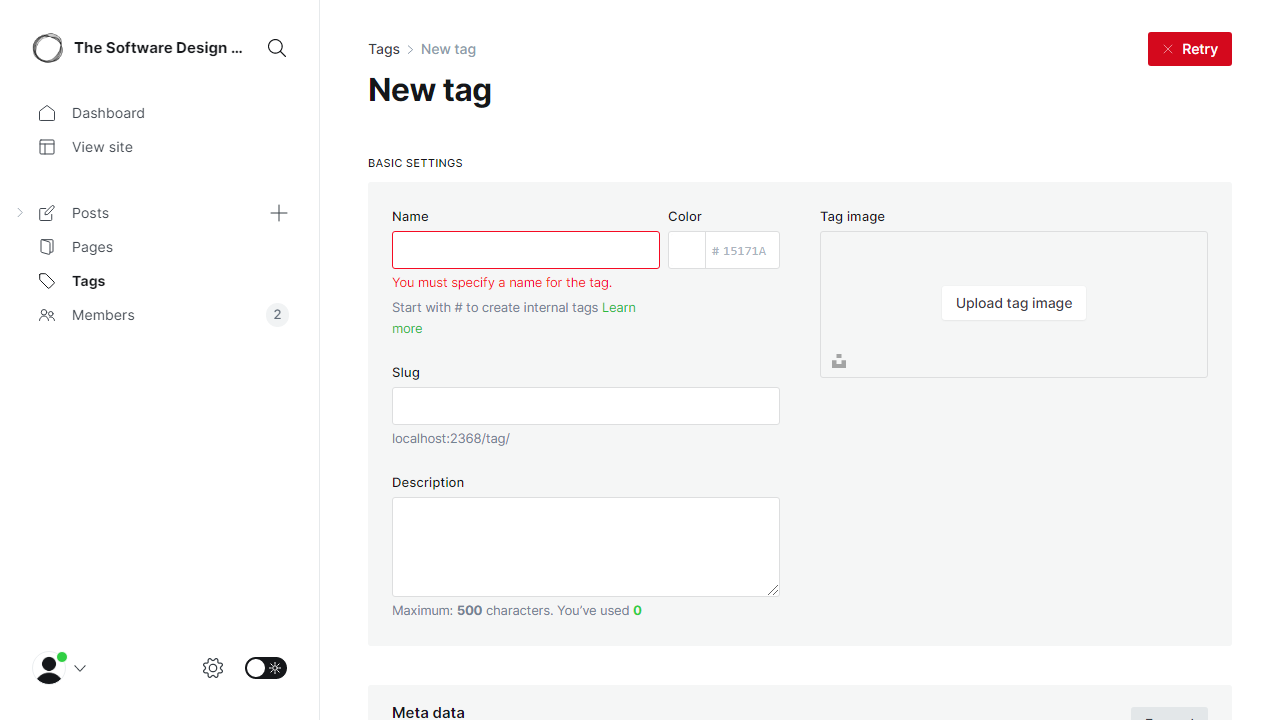 The Software Design ...
Dashboard
View site
Posts
Pages
Tags
Members
2
Tags
New tag
Retry
New tag
BASIC SETTINGS
Name
Color
Tag image
# 15171A
You must specify a name for the tag.
Start with # to create internal tags Learn
more
Upload tag image
Slug
localhost:2368/tag/
Description
Maximum: 500 characters. You’ve used 0
Meta data